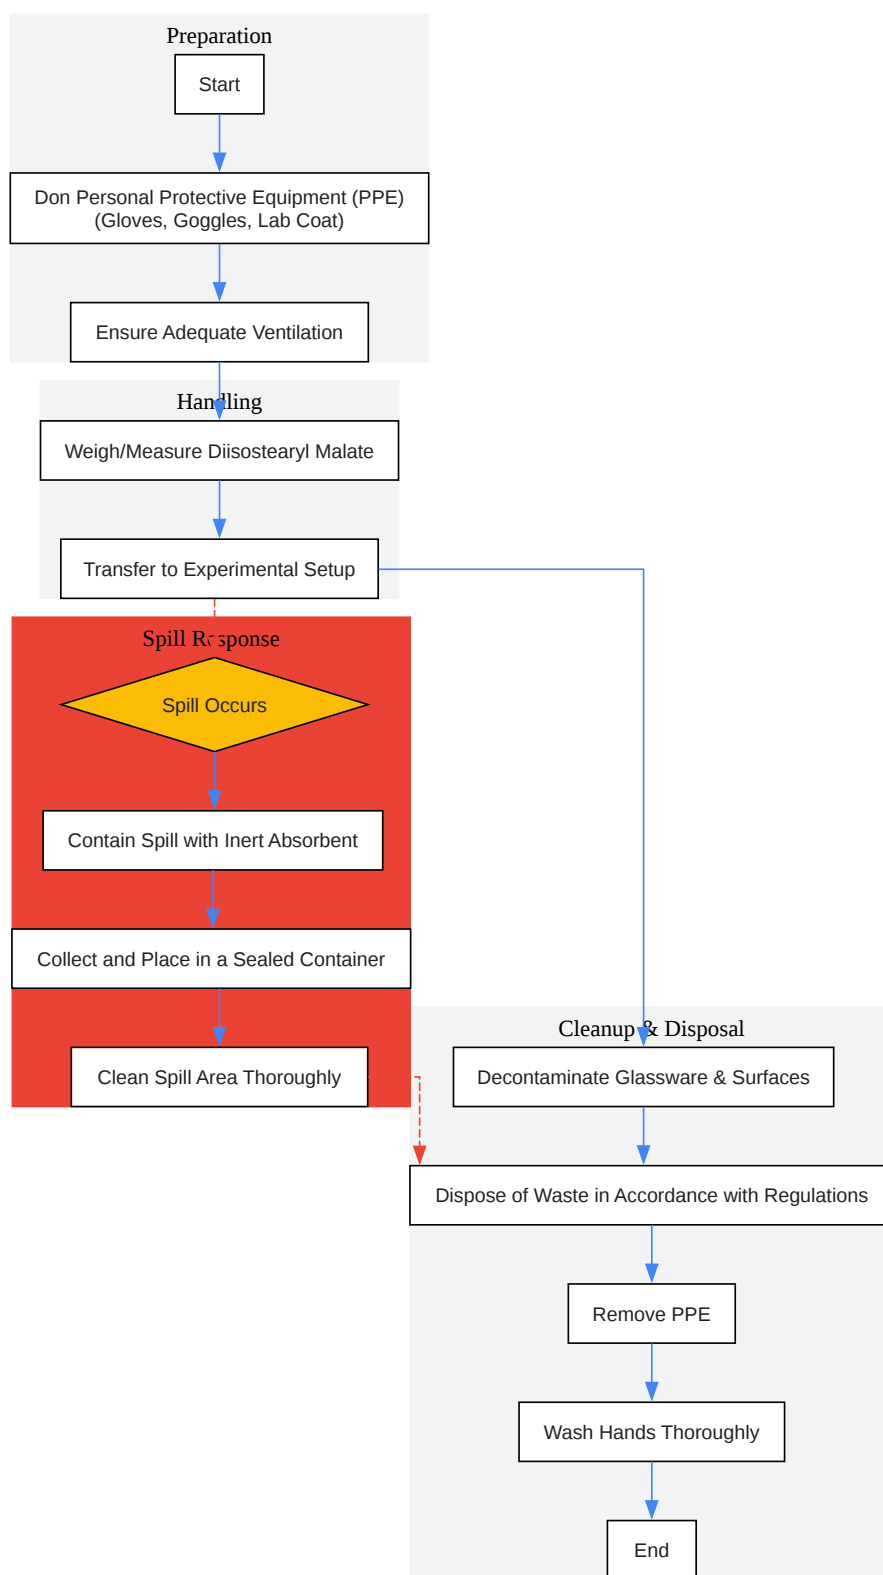 Preparation
Start
Don Personal Protective Equipment (PPE)
(Gloves, Goggles, Lab Coat)
Ensure Adequate Ventilation
Handling
Weigh/Measure Diisostearyl Malate
Transfer to Experimental Setup
Spill Response
Spill Occurs
Contain Spill with Inert Absorbent
Collect and Place in a Sealed Container
Clean Spill Area Thoroughly
Cleanup & Disposal
Decontaminate Glassware & Surfaces
Dispose of Waste in Accordance with Regulations
Remove PPE
Wash Hands Thoroughly
End